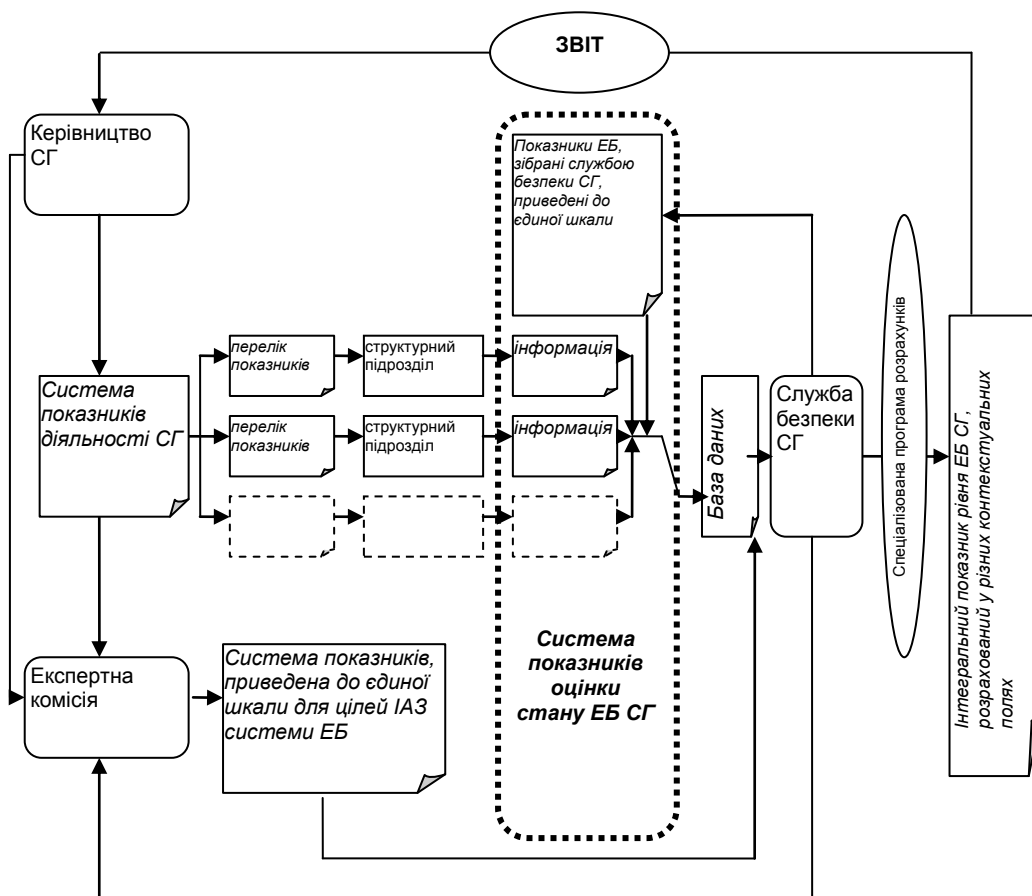 ЗВІТ
Керівництво
СГ
Показники ЕБ,
зібрані службою
безпеки СГ,
приведені до
єдиної шкали
Система
показників
діяльності СГ
перелік
показників
структурний
підрозділ
інформація
перелік
показників
структурний
підрозділ
інформація
База даних
Служба
безпеки
СГ
Спеціалізована програма розрахунків
Інтегральний показник рівня ЕБ СГ,
розрахований у різних контекстуальних
полях
Експертна
комісія
Система показників,
приведена до єдиної
шкали для цілей ІАЗ
системи ЕБ
Система
показників
оцінки
стану ЕБ СГ